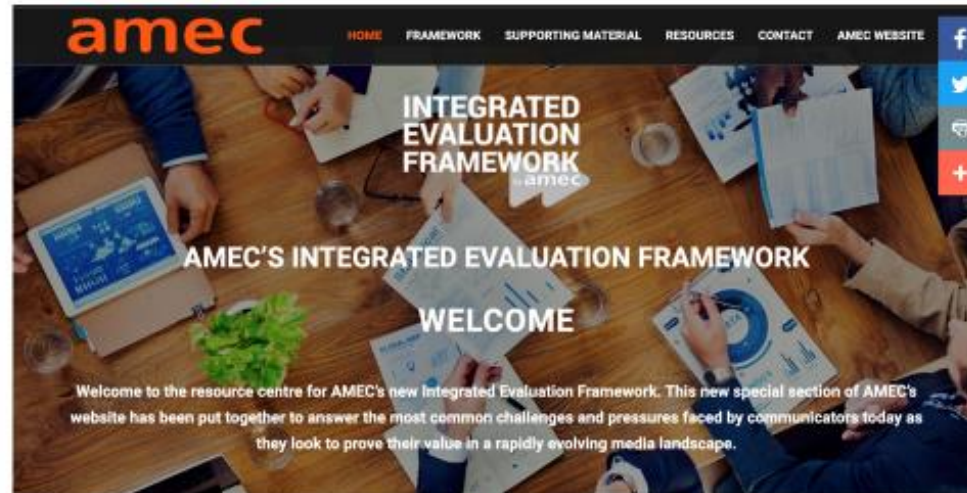 amec
HOME FRAMEWORK SUPPORTING MATERIAL RESOURCES CONTACT AMEC WEBSITE
INTEGRATED
EVALUATION
FRAMEWORK
by amec
AMEC'S INTEGRATED EVALUATION FRAMEWORK
WELCOME
Welcome to the resource centre for AMEC's new Integrated Evaluation Framework. This new special section of AMEC's
website has been put together to answer the most common challenges and pressures faced by communicators today as
they look to prove their value in a rapidly evolving media landscape.